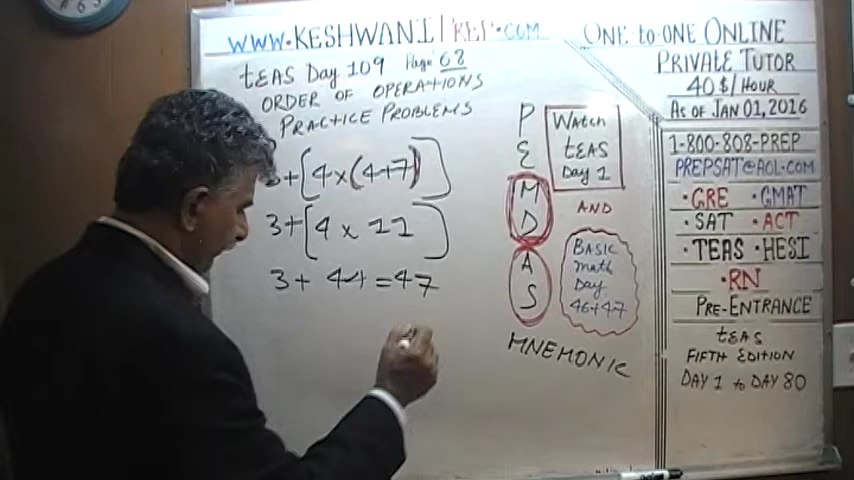 WWW.KESHWANIPREP.COM
tEAS Day 109 Page 68
ORDER OF OPERATIONS
PRACTICE PROBLEMS
3+[4×(4+7)]
3+[4 × 11]
3+ 44 =47
P
E
M
D
A
S
MNEMONIC
Watch
tEAS
Day 1
AND
BASIC
Math
Day
46+47
ONE-to-ONE ONLINE
PRIVATE TUTOR
40$/HOUR
AS OF JAN 01,2016
1-800-808-PREP
PREPSAT@AOL.COM
•GRE •GMAT
•SAT •ACT
•TEAS •HESI
•RN
PRE-ENTRANCE
tEAS
FIFTH EDITION
DAY 1 to DAY 80